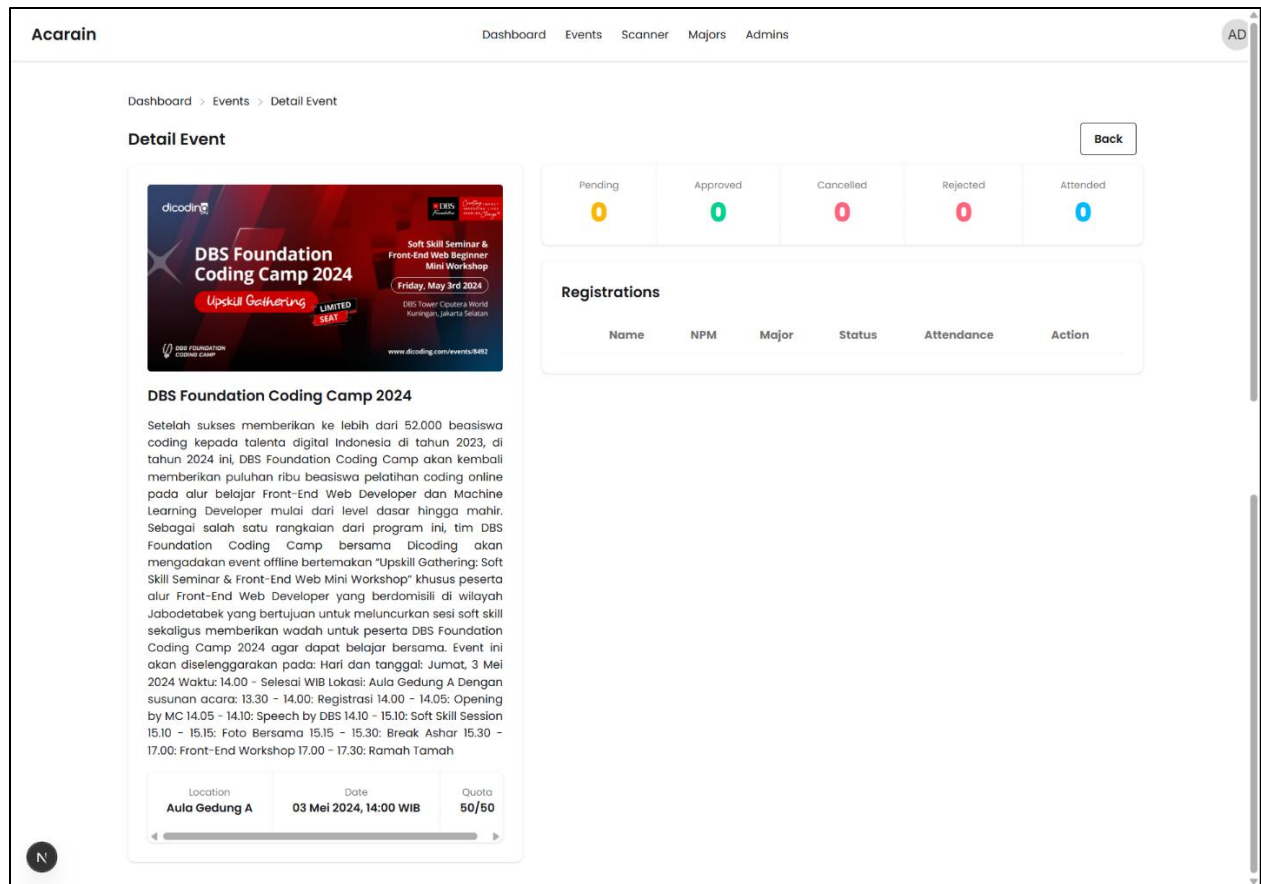 Acarain
Dashboard Events Scanner Majors Admins
AD
Dashboard > Events > Detail Event
Detail Event
Back
dicoding
DBS
Foundation
DBS Foundation
Coding Camp 2024
Upskill Gathering
LIMITED
SEAT
DBS FOUNDATION
CODING CAMP
Soft Skill Seminar &
Front-End Web Beginner
Mini Workshop
Friday, May 3rd 2024
DBS Tower Ciputera World
Kuningan, Jakarta Selatan
www.dicoding.com/events/8492
DBS Foundation Coding Camp 2024
Setelah sukses memberikan ke lebih dari 52.000 beasiswa
coding kepada talenta digital Indonesia di tahun 2023, di
tahun 2024 ini, DBS Foundation Coding Camp akan kembali
memberikan puluhan ribu beasiswa pelatihan coding online
pada alur belajar Front-End Web Developer dan Machine
Learning Developer mulai dari level dasar hingga mahir.
Sebagai salah satu rangkaian dari program ini, tim DBS
Foundation Coding Camp bersama Dicoding akan
mengadakan event offline bertemakan “Upskill Gathering: Soft
Skill Seminar & Front-End Web Mini Workshop” khusus peserta
alur Front-End Web Developer yang berdomisili di wilayah
Jabodetabek yang bertujuan untuk meluncurkan sesi soft skill
sekaligus memberikan wadah untuk peserta DBS Foundation
Coding Camp 2024 agar dapat belajar bersama. Event ini
akan diselenggarakan pada: Hari dan tanggal: Jumat, 3 Mei
2024 Waktu: 14.00 - Selesai WIB Lokasi: Aula Gedung A Dengan
susunan acara: 13.30 - 14.00: Registrasi 14.00 - 14.05: Opening
by MC 14.05 - 14.10: Speech by DBS 14.10 - 15.10: Soft Skill Session
15.10 - 15.15: Foto Bersama 15.15 - 15.30: Break Ashar 15.30 -
17.00: Front-End Workshop 17.00 - 17.30: Ramah Tamah
Location Date Quota
Aula Gedung A 03 Mei 2024, 14:00 WIB 50/50
Pending Approved Cancelled Rejected Attended
0 0 0 0 0
Registrations
Name NPM Major Status Attendance Action
N